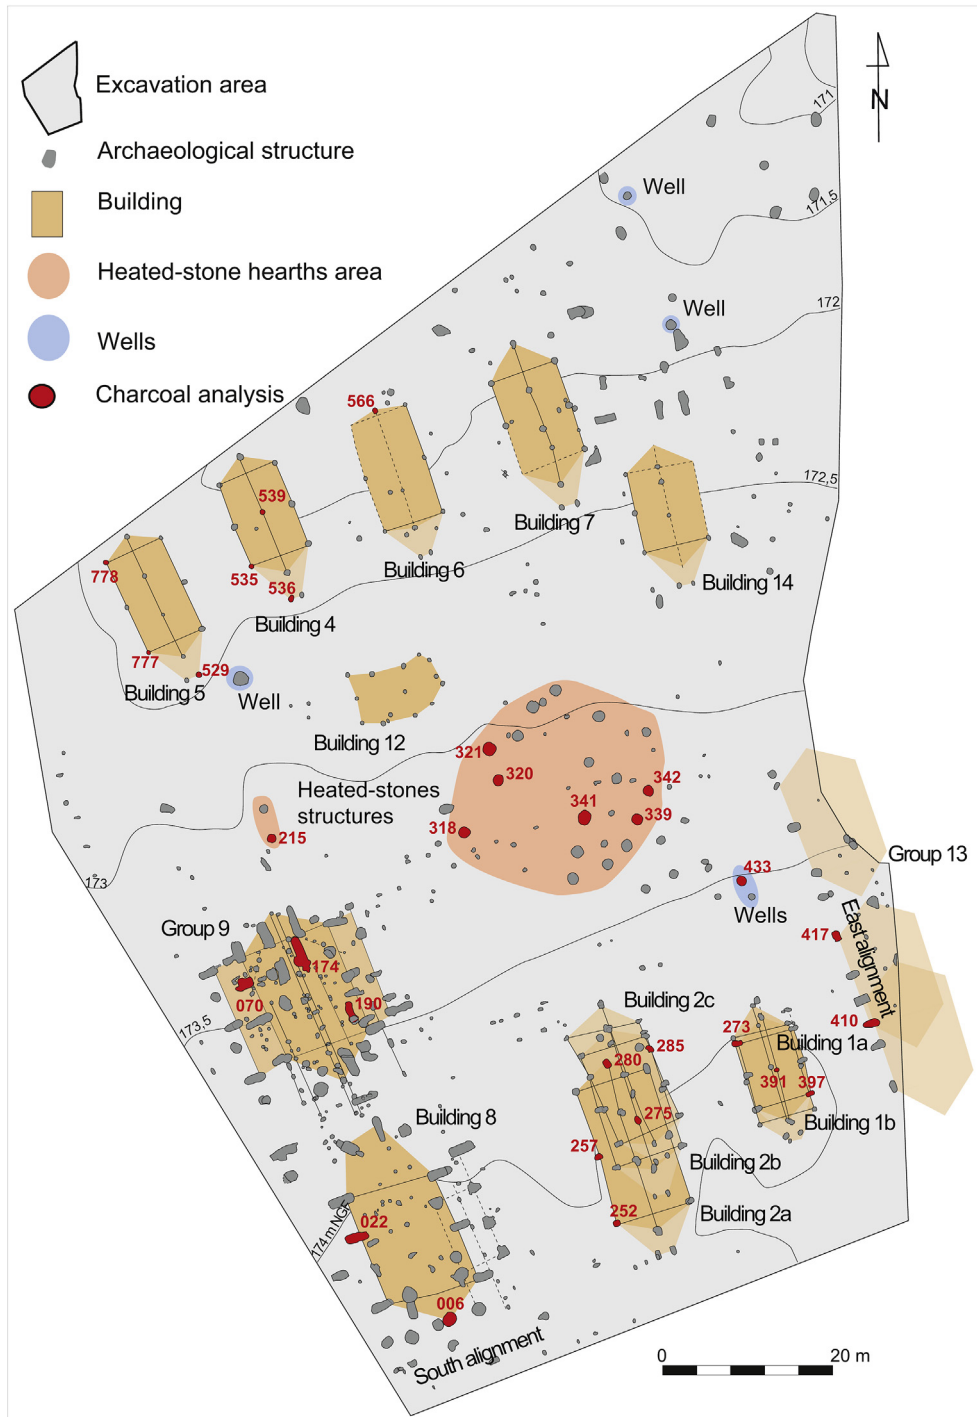 Excavation area
Archaeological structure
Building
Heated-stone hearths area
Wells
Charcoal analysis
N
171
Well
171,5
Well
172
566
539
172,5
Building 7
778
535
536
Building 6
Building 14
Building 4
777
529
Building 5
Well
Building 12
321
320
Heated-stones
structures
342
341
339
318
215
Group 13
173
433
Wells
Group 9
417
East alignment
174
070
190
Building 2c
173,5
273
410
285
Building 1a
280
391
397
275
Building 8
Building 1b
257
Building 2b
252
Building 2a
022
174 m NGF
006
South alignment
0
20 m